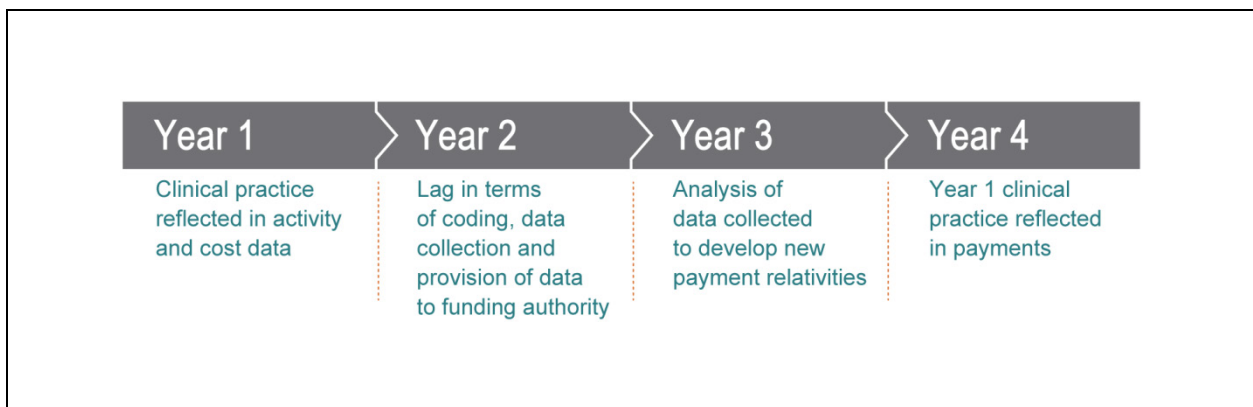 Year 1
Clinical practice
reflected in activity
and cost data
Year 2
Lag in terms
of coding, data
collection and
provision of data
to funding authority
Year 3
Analysis of
data collected
to develop new
payment relativities
Year 4
Year 1 clinical
practice reflected
in payments